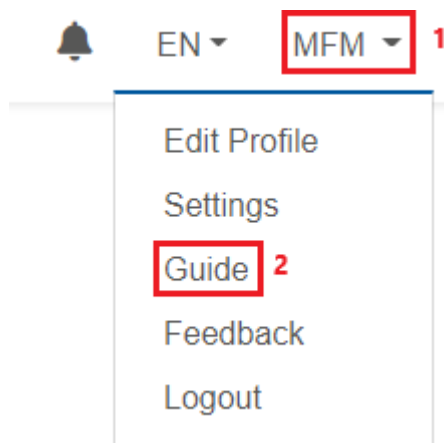 EN MFM 1
Edit Profile
Settings
Guide 2
Feedback
Logout